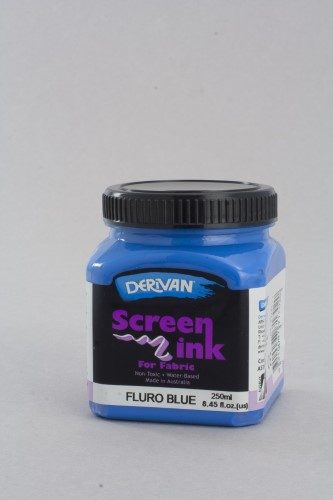 DERIVAN
Screen
ink
For Fabric
Non-Toxic • Water-Based
Made in Australia
FLURO BLUE
250ml
8.45 fl.oz.(us)